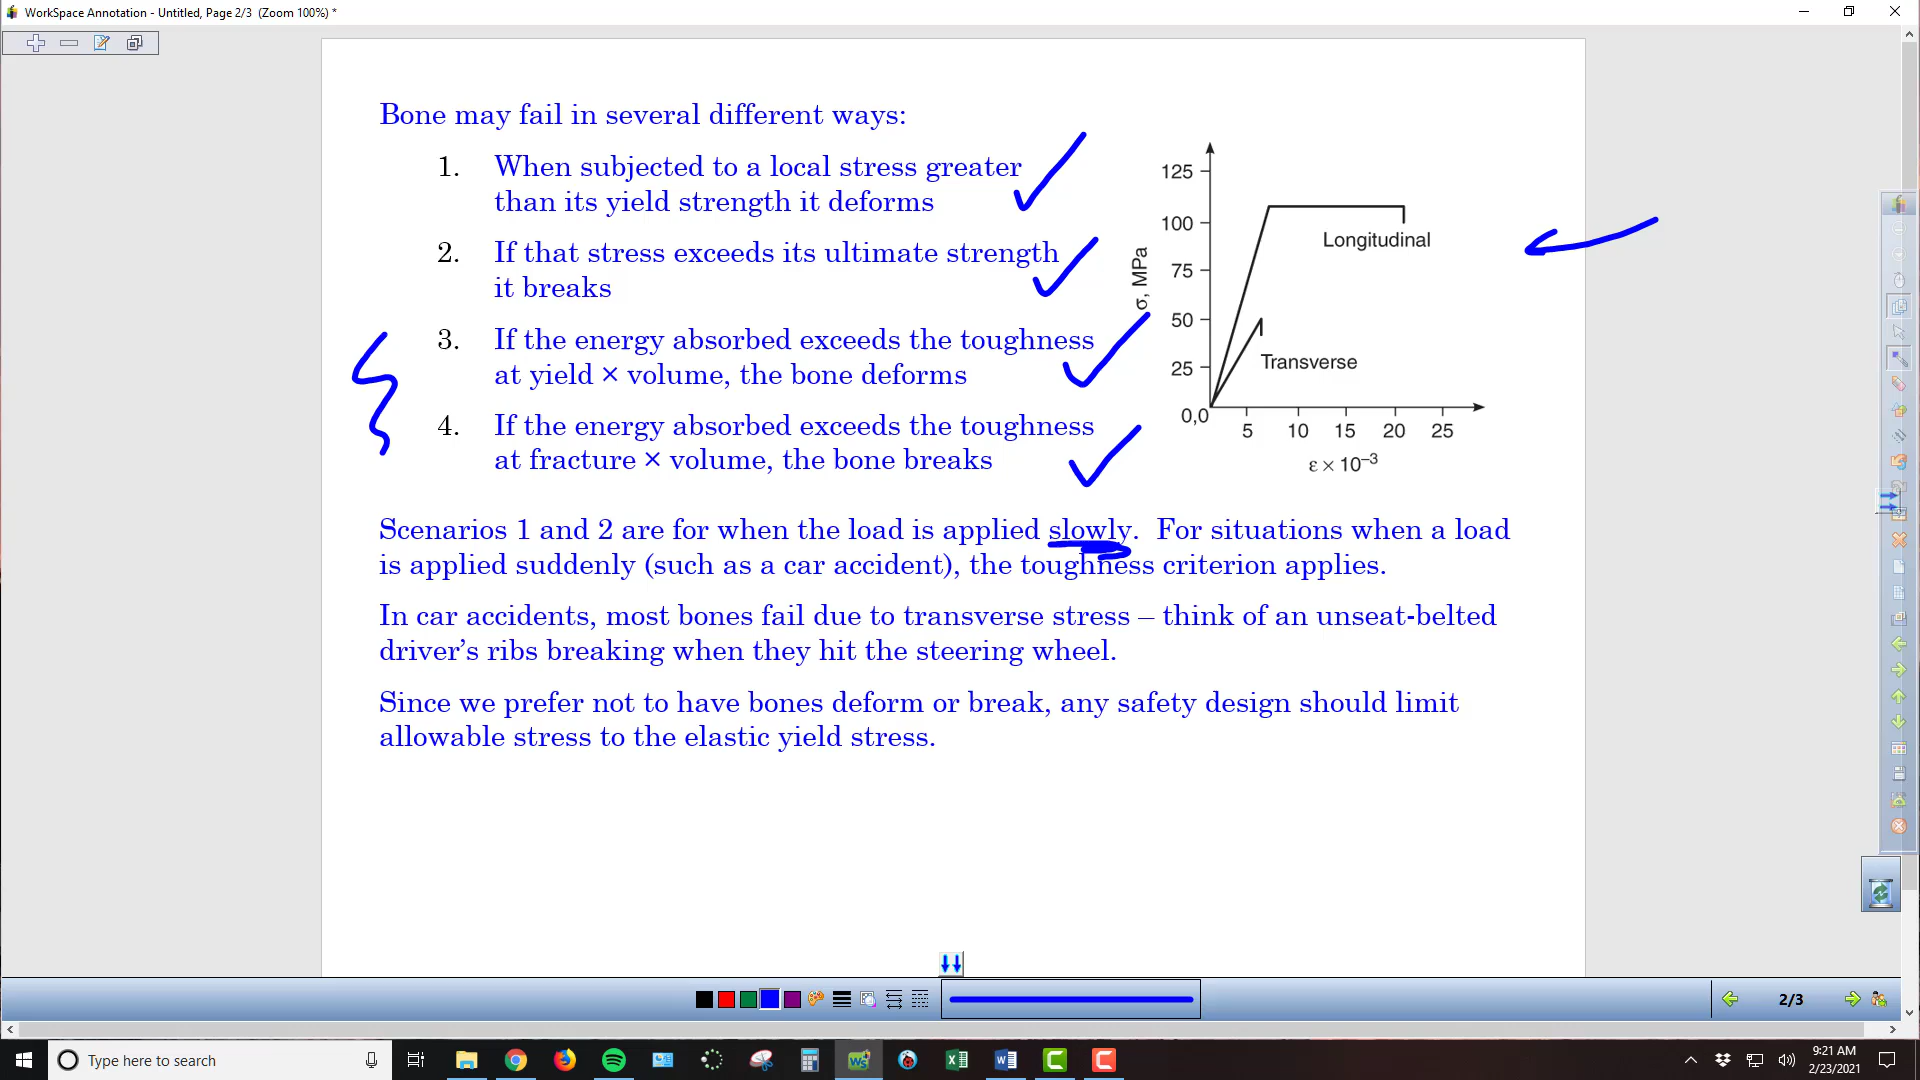 WorkSpace Annotation - Untitled, Page 2/3 (Zoom 100%) *
Bone may fail in several different ways:
1. When subjected to a local stress greater
than its yield strength it deforms
2. If that stress exceeds its ultimate strength
it breaks
3. If the energy absorbed exceeds the toughness
at yield × volume, the bone deforms
4. If the energy absorbed exceeds the toughness
at fracture × volume, the bone breaks
125
100
75
50
25
0,0
σ, MPa
Longitudinal
Transverse
5 10 15 20 25
ε × 10⁻³
Scenarios 1 and 2 are for when the load is applied slowly. For situations when a load
is applied suddenly (such as a car accident), the toughness criterion applies.
In car accidents, most bones fail due to transverse stress – think of an unseat-belted
driver’s ribs breaking when they hit the steering wheel.
Since we prefer not to have bones deform or break, any safety design should limit
allowable stress to the elastic yield stress.
2/3
Type here to search
9:21 AM
2/23/2021